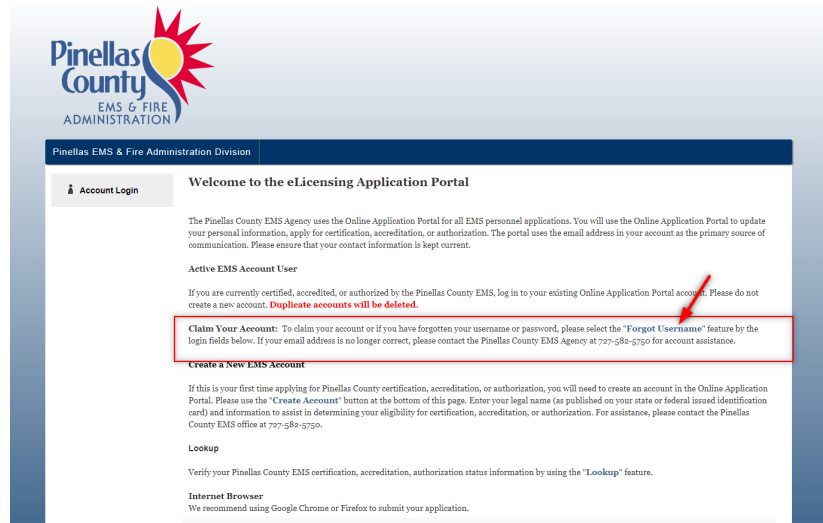 Pinellas
County
EMS & FIRE
ADMINISTRATION
Pinellas EMS & Fire Administration Division
Account Login
Welcome to the eLicensing Application Portal
The Pinellas County EMS Agency uses the Online Application Portal for all EMS personnel applications. You will use the Online Application Portal to update
your personal information, apply for certification, accreditation, or authorization. The portal uses the email address in your account as the primary source of
communication. Please ensure that your contact information is kept current.
Active EMS Account User
If you are currently certified, accredited, or authorized by the Pinellas County EMS, log in to your existing Online Application Portal account. Please do not
create a new account. Duplicate accounts will be deleted.
Claim Your Account: To claim your account or if you have forgotten your username or password, please select the "Forgot Username" feature by the
login fields below. If your email address is no longer correct, please contact the Pinellas County EMS Agency at 727-582-5750 for account assistance.
Create a New EMS Account
If this is your first time applying for Pinellas County certification, accreditation, or authorization, you will need to create an account in the Online Application
Portal. Please use the "Create Account" button at the bottom of this page. Enter your legal name (as published on your state or federal issued identification
card) and information to assist in determining your eligibility for certification, accreditation, or authorization. For assistance, please contact the Pinellas
County EMS office at 727-582-5750.
Lookup
Verify your Pinellas County EMS certification, accreditation, authorization status information by using the "Lookup" feature.
Internet Browser
We recommend using Google Chrome or Firefox to submit your application.